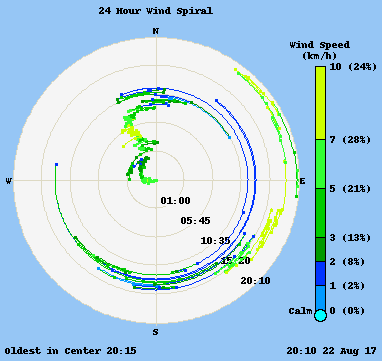 24 Hour Wind Spiral
N
Wind Speed
(km/h)
10 (24%)
7 (28%)
5 (21%)
3 (13%)
2 (8%)
1 (2%)
Calm 0 (0%)
W
E
S
01:00
05:45
10:35
15:20
20:10
Oldest in Center 20:15
20:10 22 Aug 17